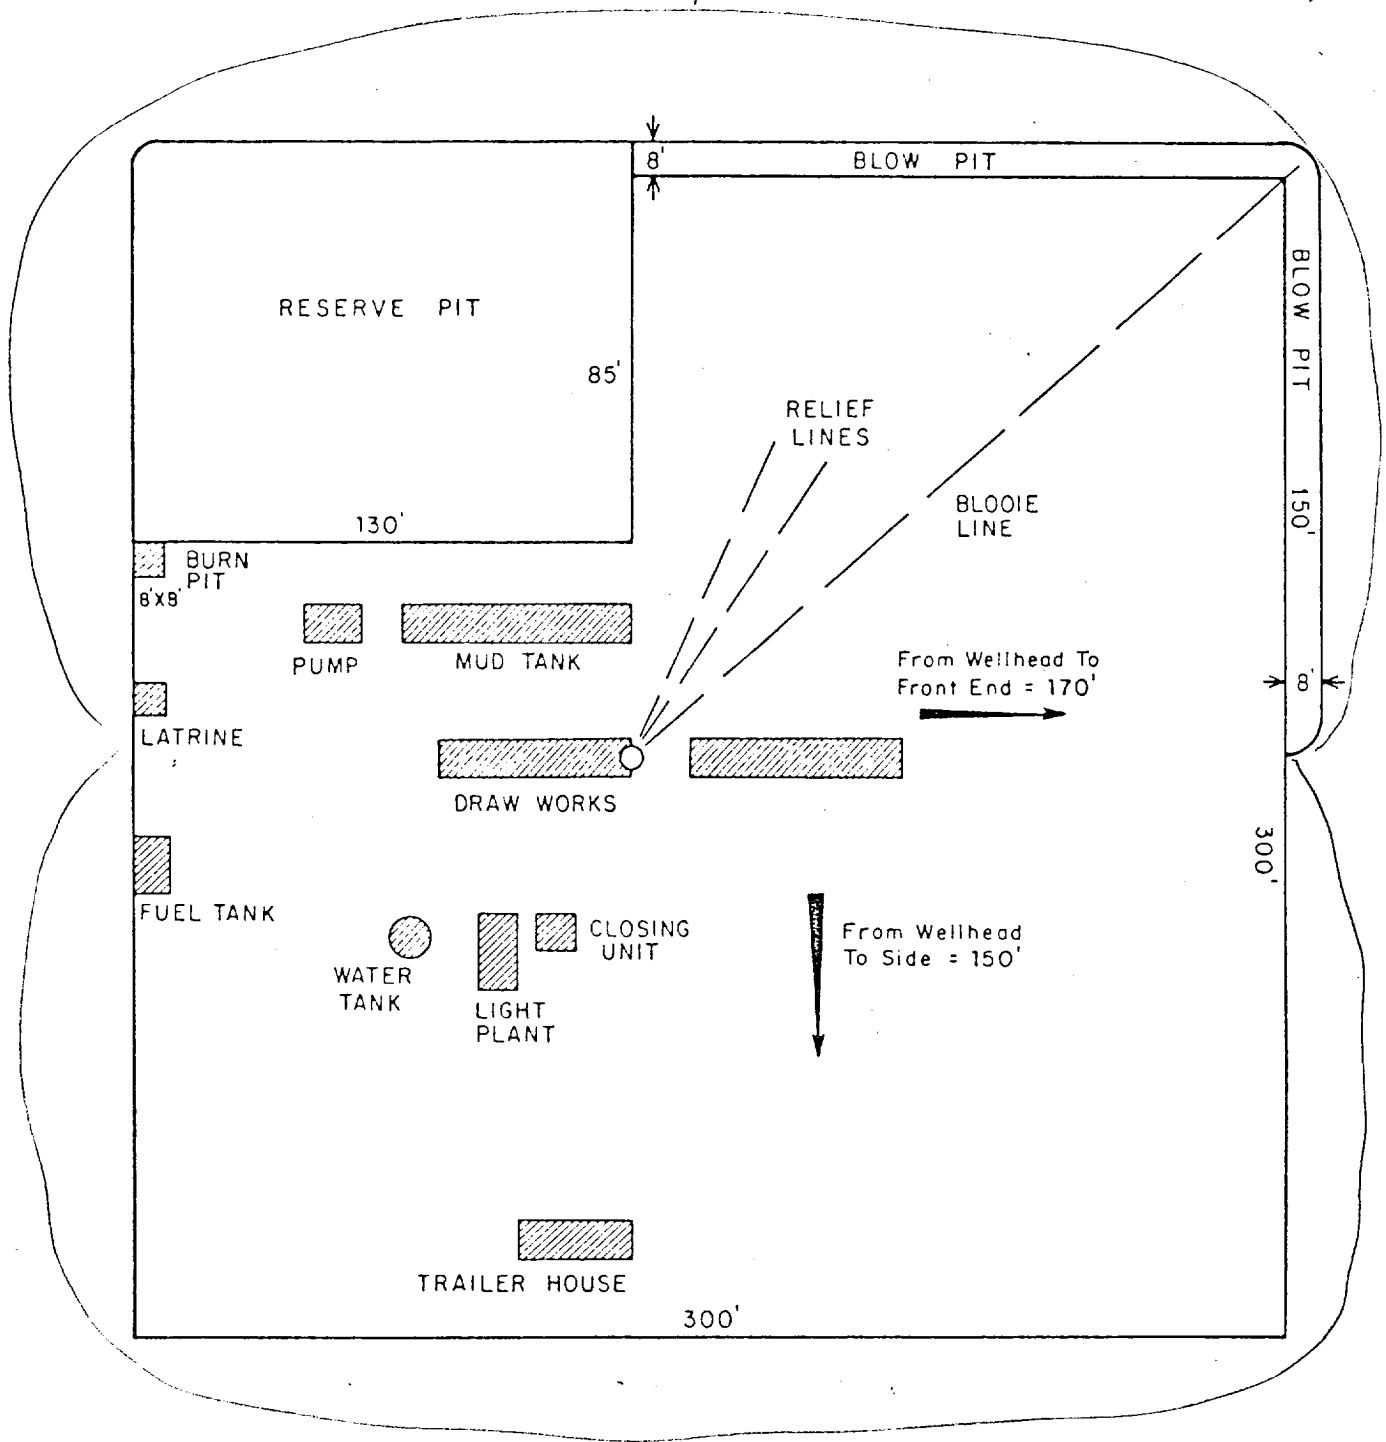 8'
BLOW PIT
BLOW PIT
150'
8'
RESERVE PIT
85'
130'
RELIEF
LINES
BLOOIE
LINE
BURN
PIT
8'X8'
PUMP
MUD TANK
From Wellhead To
Front End = 170'
LATRINE
DRAW WORKS
300'
FUEL TANK
WATER
TANK
LIGHT
PLANT
CLOSING
UNIT
From Wellhead
To Side = 150'
TRAILER HOUSE
300'